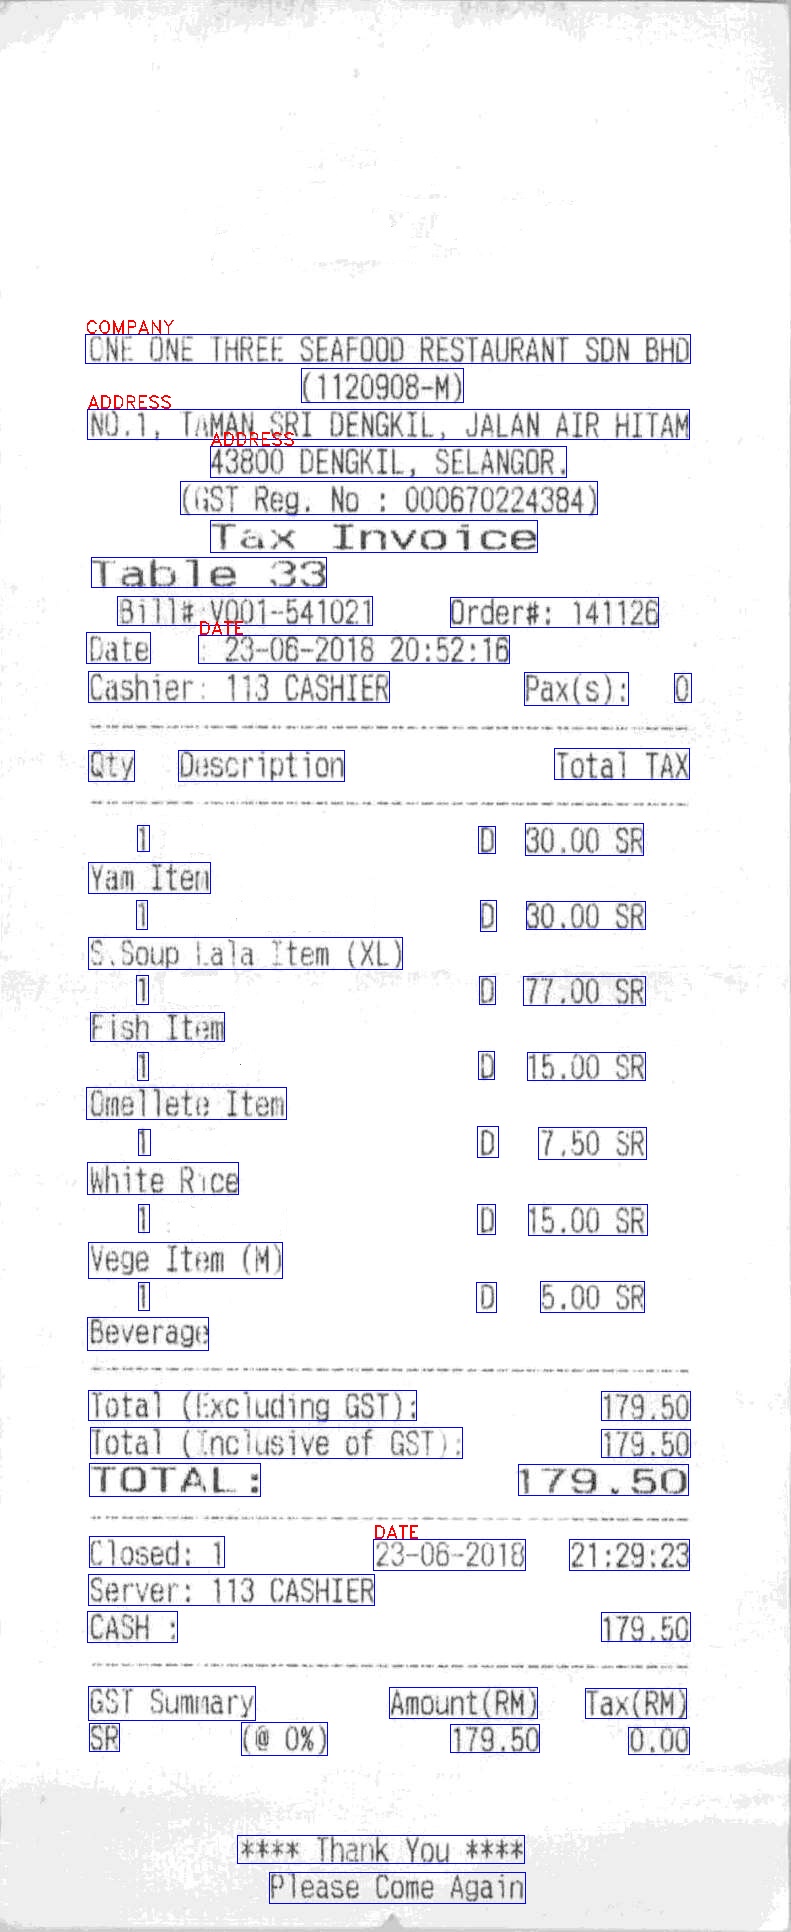 COMPANY
ONE ONE THREE SEAFOOD RESTAURANT SDN BHD
(1120908-M)
ADDRESS
NO.1, TAMAN SRI DENGKIL, JALAN AIR HITAM
ADDRESS
43800 DENGKIL, SELANGOR.
(GST Reg. No : 000670224384)
Tax Invoice
Table 33
Bill# V001-541021 Order#: 141126
DATE
Date : 23-06-2018 20:52:16
Cashier: 113 CASHIER Pax(s): 0
Qty Description Total TAX
1 D 30.00 SR
Yam Item
1 D 30.00 SR
S.Soup Lala Item (XL)
1 D 77.00 SR
Fish Item
1 D 15.00 SR
Omellete Item
1 D 7.50 SR
White Rice
1 D 15.00 SR
Vege Item (M)
1 D 5.00 SR
Beverage
Total (Excluding GST): 179.50
Total (Inclusive of GST): 179.50
TOTAL: 179.50
DATE
Closed: 1 23-06-2018 21:29:23
Server: 113 CASHIER
CASH : 179.50
GST Summary Amount(RM) Tax(RM)
SR (@ 0%) 179.50 0.00
**** Thank You ****
Please Come Again